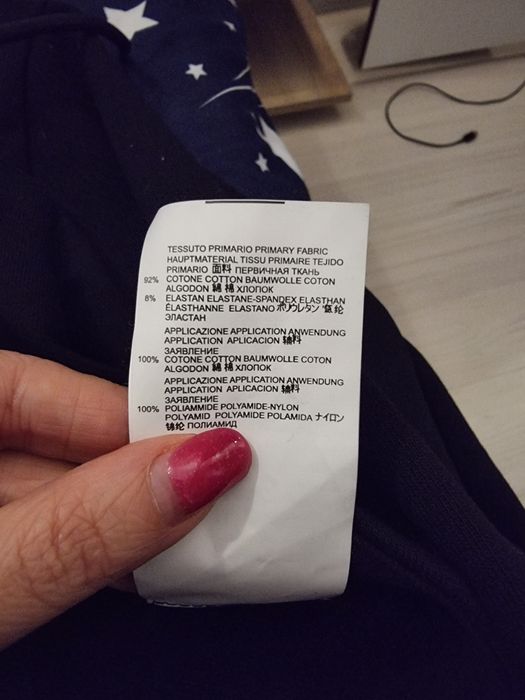 TESSUTO PRIMARIO PRIMARY FABRIC
HAUPTMATERIAL TISSU PRIMAIRE TEJIDO
PRIMARIO 面料 ПЕРВИЧНАЯ ТКАНЬ
92% COTONE COTTON BAUMWOLLE COTON
ALGODON 綿 棉 ХЛОПОК
8% ELASTAN ELASTANE-SPANDEX ELASTHAN
ÉLASTHANNE ELASTANO ポリウレタン 氨纶
ЭЛАСТАН
APPLICAZIONE APPLICATION ANWENDUNG
APPLICATION APLICACION 辅料
ЗАЯВЛЕНИЕ
100% COTONE COTTON BAUMWOLLE COTON
ALGODON 綿 棉 ХЛОПОК
APPLICAZIONE APPLICATION ANWENDUNG
APPLICATION APLICACION 辅料
ЗАЯВЛЕНИЕ
100% POLIAMMIDE POLYAMIDE-NYLON
POLYAMID POLYAMIDE POLAMIDA ナイロン
锦纶 ПОЛИАМИД